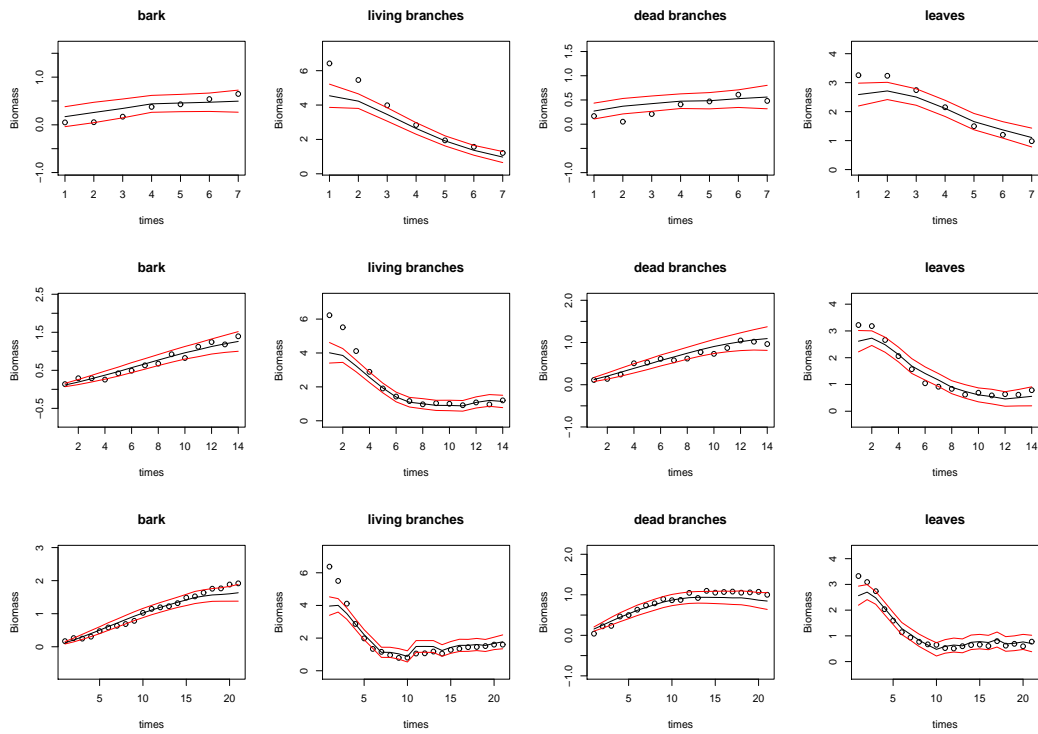 bark
Biomass
1.0
0.0
−1.0
1 2 3 4 5 6 7
times
living branches
Biomass
6
4
2
0
1 2 3 4 5 6 7
times
dead branches
Biomass
1.5
1.0
0.5
0.0
−1.0
1 2 3 4 5 6 7
times
leaves
Biomass
4
3
2
1
0
1 2 3 4 5 6 7
times
bark
Biomass
2.5
1.5
0.5
−0.5
2 4 6 8 10 12 14
times
living branches
Biomass
6
4
2
0
2 4 6 8 10 12 14
times
dead branches
Biomass
2.0
1.0
0.0
−1.0
2 4 6 8 10 12 14
times
leaves
Biomass
4
3
2
1
0
2 4 6 8 10 12 14
times
bark
Biomass
3
2
1
0
5 10 15 20
times
living branches
Biomass
6
4
2
0
5 10 15 20
times
dead branches
Biomass
2.0
1.0
0.0
−1.0
5 10 15 20
times
leaves
Biomass
4
3
2
1
0
5 10 15 20
times